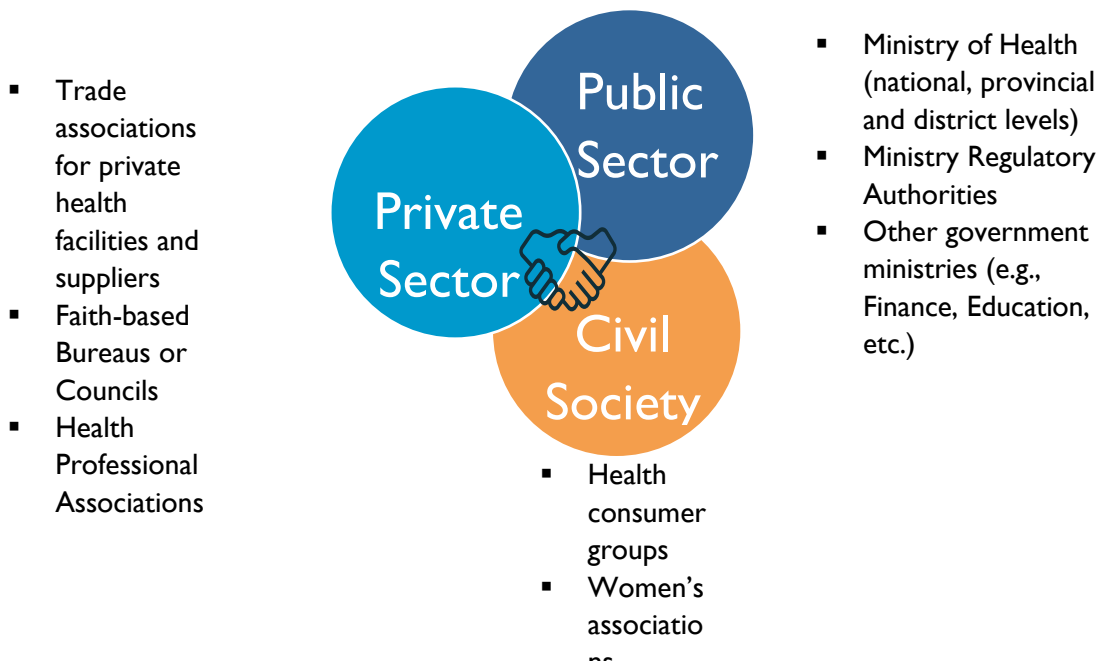 ▪ Trade
associations
for private
health
facilities and
suppliers
▪ Faith-based
Bureaus or
Councils
▪ Health
Professional
Associations
Private
Sector
Public
Sector
Civil
Society
▪ Ministry of Health
(national, provincial
and district levels)
▪ Ministry Regulatory
Authorities
▪ Other government
ministries (e.g.,
Finance, Education,
etc.)
▪ Health
consumer
groups
▪ Women’s
associatio
ns